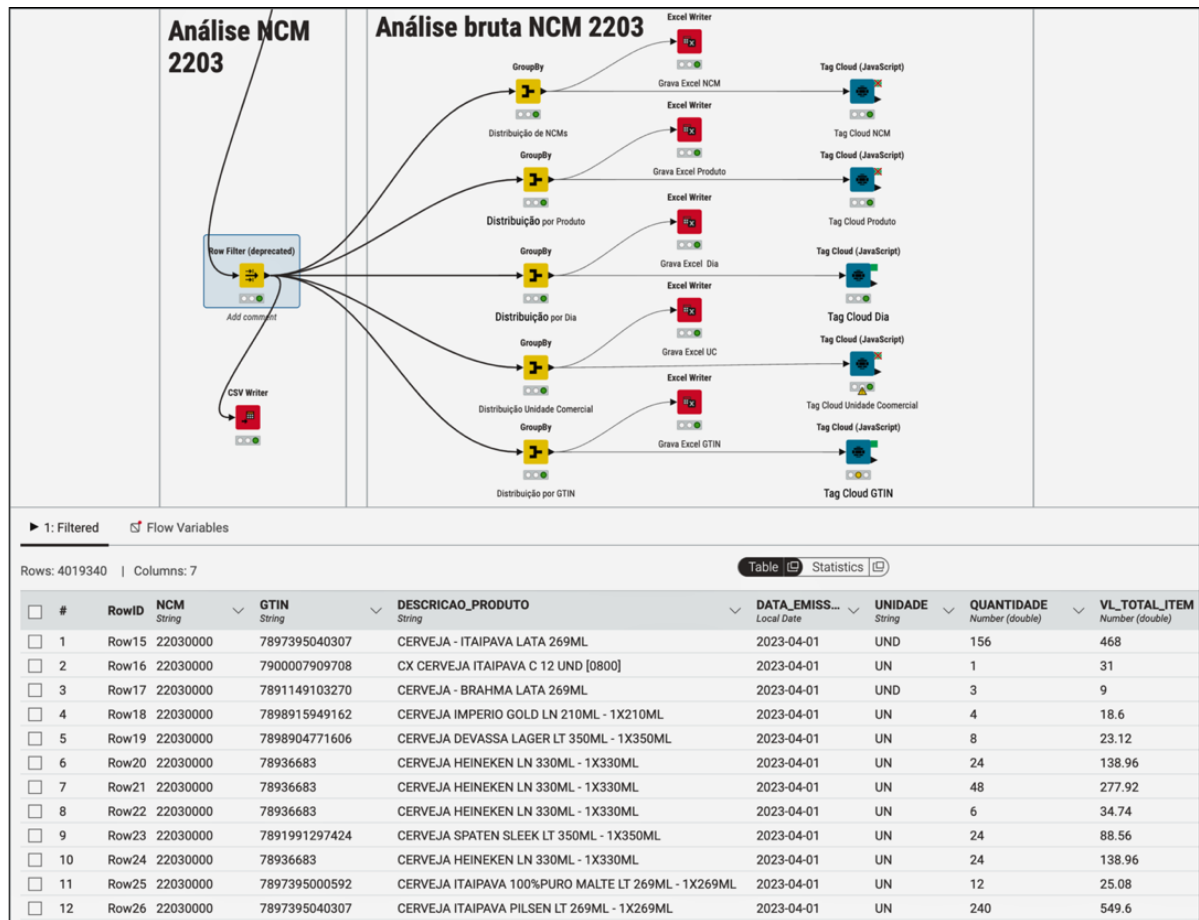 Análise NCM
2203
Análise bruta NCM 2203
Excel Writer
Grava Excel NCM
GroupBy
Distribuição de NCMs
Tag Cloud (JavaScript)
Tag Cloud NCM
Excel Writer
Grava Excel Produto
GroupBy
Distribuição por Produto
Tag Cloud (JavaScript)
Tag Cloud Produto
Excel Writer
Grava Excel Dia
Row Filter (deprecated)
Add comment
GroupBy
Distribuição por Dia
Tag Cloud (JavaScript)
Tag Cloud Dia
Excel Writer
Grava Excel UC
GroupBy
Distribuição Unidade Comercial
Tag Cloud (JavaScript)
Tag Cloud Unidade Coomercial
Excel Writer
Grava Excel GTIN
CSV Writer
GroupBy
Distribuição por GTIN
Tag Cloud (JavaScript)
Tag Cloud GTIN
1: Filtered Flow Variables
Rows: 4019340 | Columns: 7 Table Statistics
# RowID NCM GTIN DESCRICAO_PRODUTO DATA_EMISS... UNIDADE QUANTIDADE VL_TOTAL_ITEM
String String String Local Date String Number (double) Number (double)
1 Row15 22030000 7897395040307 CERVEJA - ITAIPAVA LATA 269ML 2023-04-01 UND 156 468
2 Row16 22030000 7900007909708 CX CERVEJA ITAIPAVA C 12 UND [0800] 2023-04-01 UN 1 31
3 Row17 22030000 7891149103270 CERVEJA - BRAHMA LATA 269ML 2023-04-01 UND 3 9
4 Row18 22030000 7898915949162 CERVEJA IMPERIO GOLD LN 210ML - 1X210ML 2023-04-01 UN 4 18.6
5 Row19 22030000 7898904771606 CERVEJA DEVASSA LAGER LT 350ML - 1X350ML 2023-04-01 UN 8 23.12
6 Row20 22030000 78936683 CERVEJA HEINEKEN LN 330ML - 1X330ML 2023-04-01 UN 24 138.96
7 Row21 22030000 78936683 CERVEJA HEINEKEN LN 330ML - 1X330ML 2023-04-01 UN 48 277.92
8 Row22 22030000 78936683 CERVEJA HEINEKEN LN 330ML - 1X330ML 2023-04-01 UN 6 34.74
9 Row23 22030000 7891991297424 CERVEJA SPATEN SLEEK LT 350ML - 1X350ML 2023-04-01 UN 24 88.56
10 Row24 22030000 78936683 CERVEJA HEINEKEN LN 330ML - 1X330ML 2023-04-01 UN 24 138.96
11 Row25 22030000 7897395000592 CERVEJA ITAIPAVA 100%PURO MALTE LT 269ML - 1X269ML 2023-04-01 UN 12 25.08
12 Row26 22030000 7897395040307 CERVEJA ITAIPAVA PILSEN LT 269ML - 1X269ML 2023-04-01 UN 240 549.6